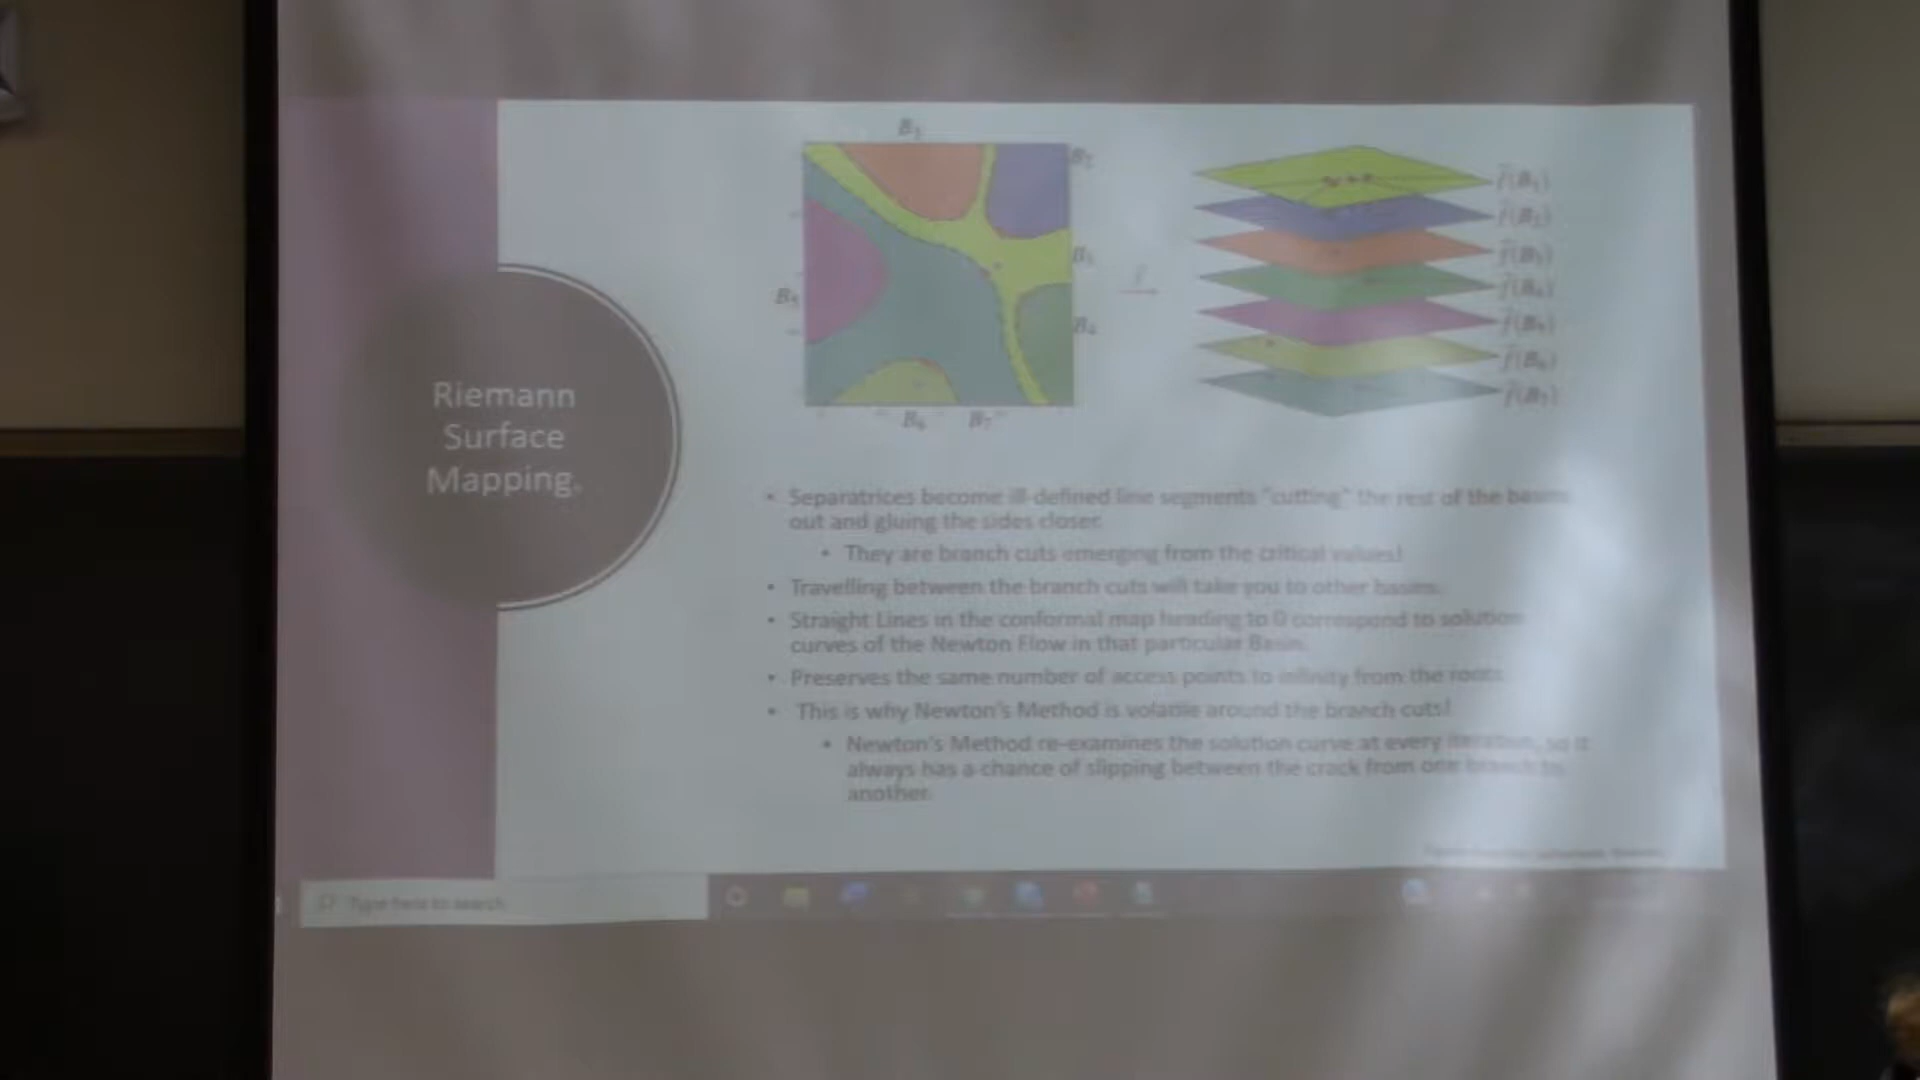 Riemann
Surface
Mapping.
B₅
B₄
B₆
B₇
• Separatrices become ill-defined line segments "cutting" the rest of the basins
out and gluing the sides closer.
• They are branch cuts emerging from the critical values!
• Travelling between the branch cuts will take you to other basins.
• Straight Lines in the conformal map heading to 0 correspond to solution
curves of the Newton Flow in that particular Basin.
• Preserves the same number of access points to infinity from the roots.
• This is why Newton's Method is volatile around the branch cuts!
• Newton's Method re-examines the solution curve at every iteration, so it
always has a chance of slipping between the crack from one branch to
another.
Type here to search